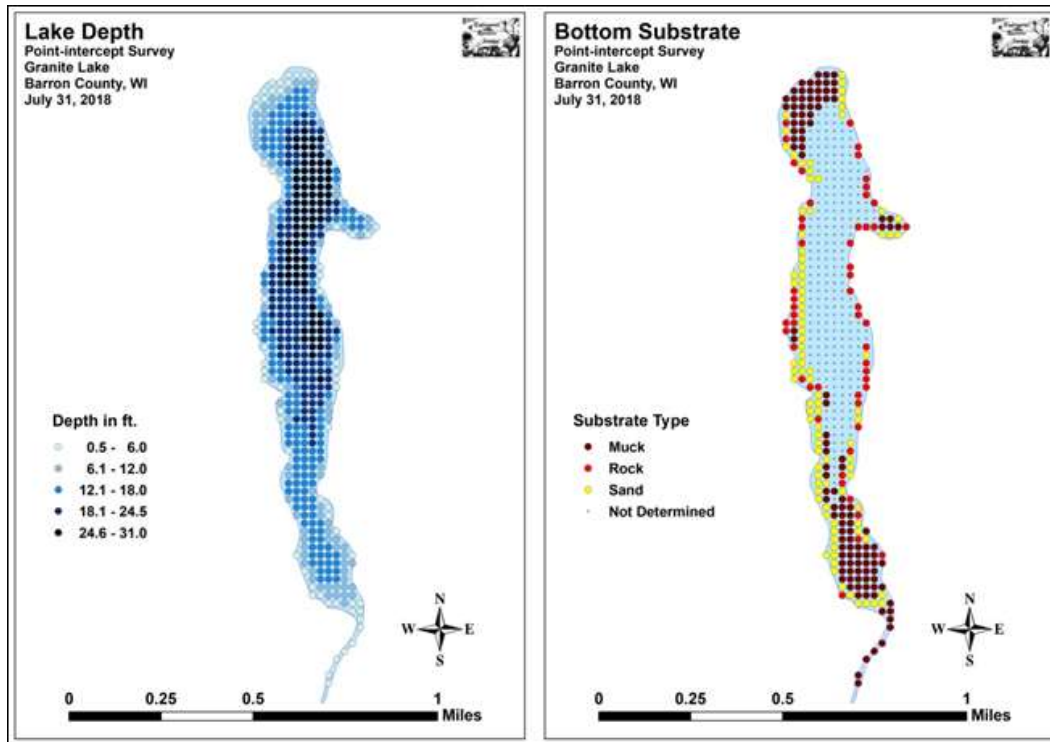 Lake Depth
Point-intercept Survey
Granite Lake
Barron County, WI
July 31, 2018
Depth in ft.
0.5 - 6.0
6.1 - 12.0
12.1 - 18.0
18.1 - 24.5
24.6 - 31.0
N
W E
S
0 0.25 0.5 1
Miles
Bottom Substrate
Point-intercept Survey
Granite Lake
Barron County, WI
July 31, 2018
Substrate Type
Muck
Rock
Sand
Not Determined
N
W E
S
0 0.25 0.5 1
Miles